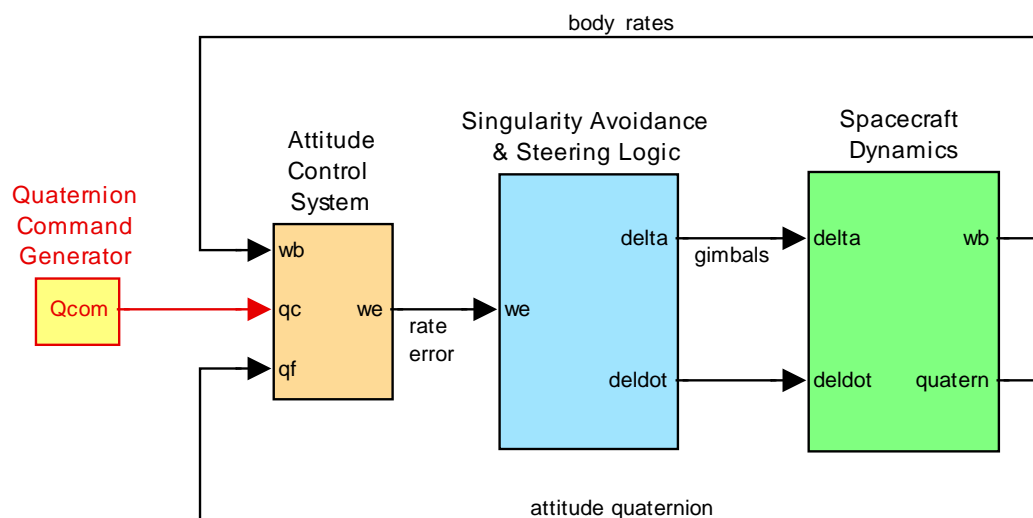 body rates
Singularity Avoidance
& Steering Logic
Spacecraft
Dynamics
Attitude
Control
System
Quaternion
Command
Generator
Qcom
wb
qc
qf
we
rate
error
we
delta
deldot
gimbals
delta
deldot
wb
quatern
attitude quaternion